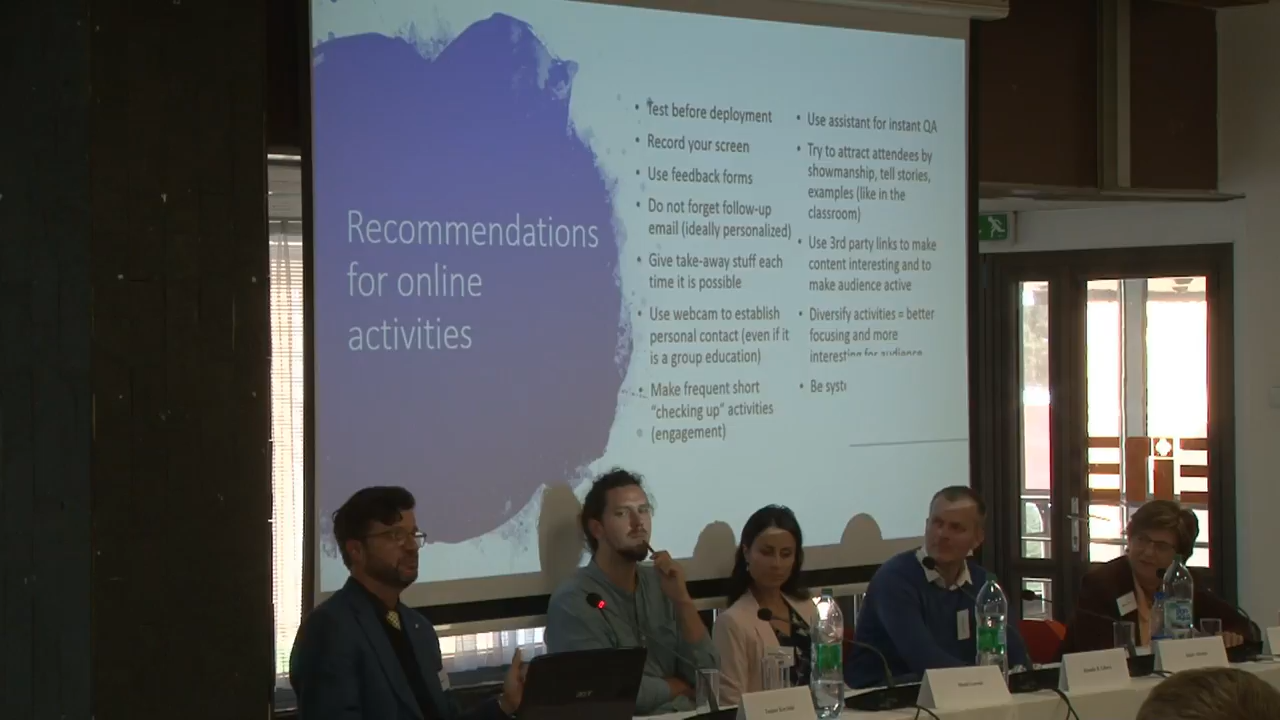 Recommendations
for online
activities
• Test before deployment
• Record your screen
• Use feedback forms
• Do not forget follow-up
email (ideally personalized)
• Give take-away stuff each
time it is possible
• Use webcam to establish
personal contact (even if it
is a group education)
• Make frequent short
"checking up" activities
(engagement)
• Use assistant for instant QA
• Try to attract attendees by
showmanship, tell stories,
examples (like in the
classroom)
• Use 3rd party links to make
content interesting and to
make audience active
• Diversify activities = better
focusing and more
interesting for audience
• Be syst
acer